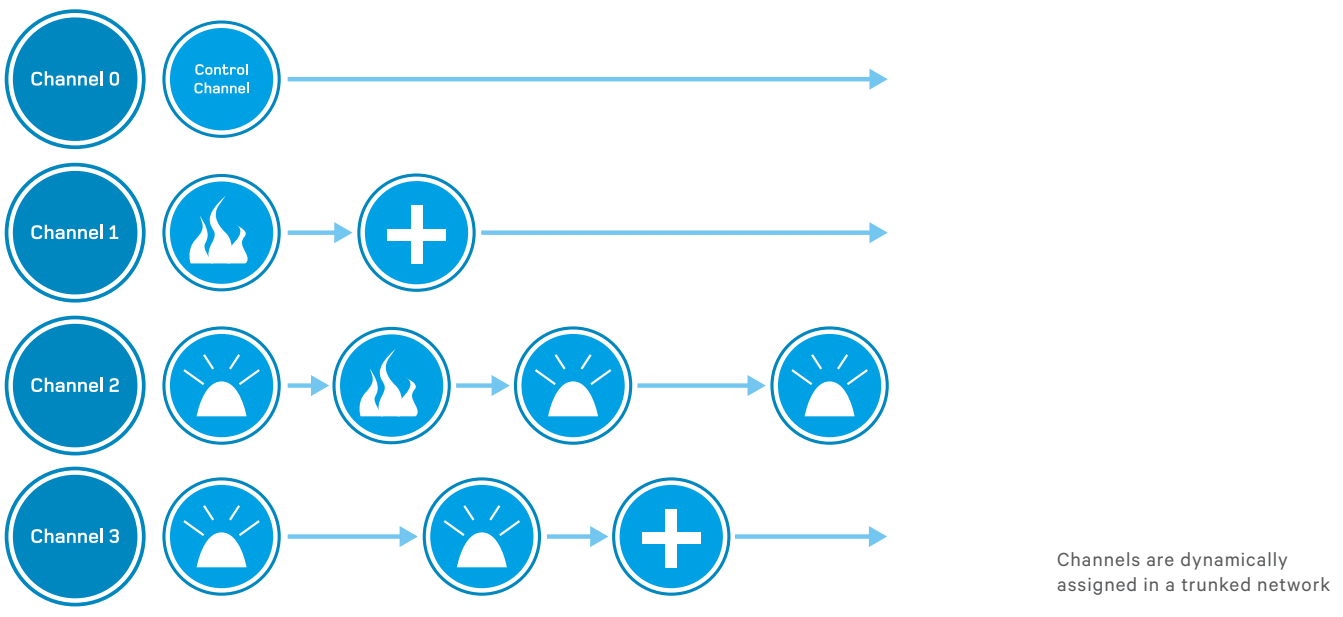 Channel 0
Control
Channel
Channel 1
Channel 2
Channel 3
Channels are dynamically
assigned in a trunked network